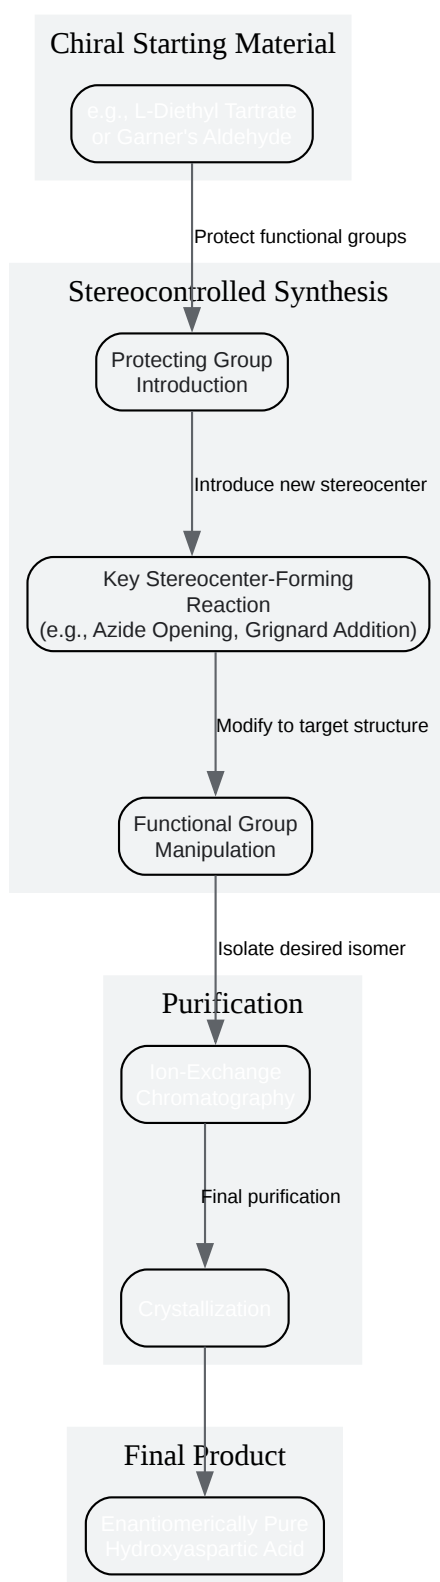 Chiral Starting Material
e.g., L-Diethyl Tartrate
or Garner's Aldehyde
Protect functional groups
Stereocontrolled Synthesis
Protecting Group
Introduction
Introduce new stereocenter
Key Stereocenter-Forming
Reaction
(e.g., Azide Opening, Grignard Addition)
Modify to target structure
Functional Group
Manipulation
Isolate desired isomer
Purification
Ion-Exchange
Chromatography
Final purification
Crystallization
Final Product
Enantiomerically Pure
Hydroxyaspartic Acid